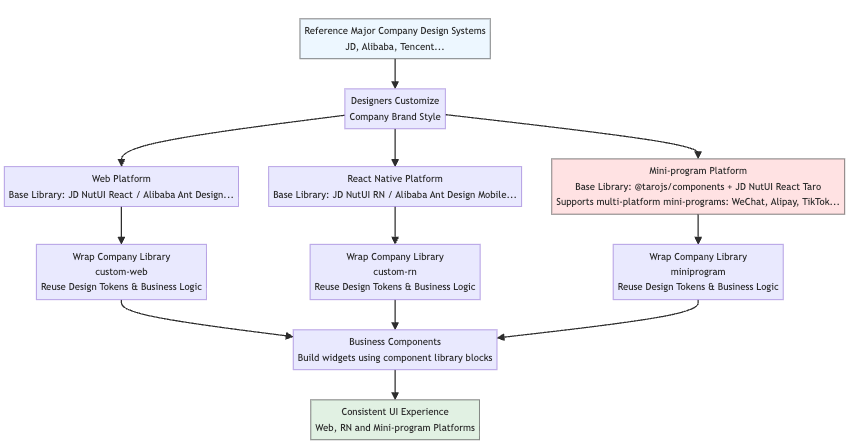 Reference Major Company Design Systems
JD, Alibaba, Tencent...
Designers Customize
Company Brand Style
Web Platform
Base Library: JD NutUI React / Alibaba Ant Design...
React Native Platform
Base Library: JD NutUI RN / Alibaba Ant Design Mobile...
Mini-program Platform
Base Library: @tarojs/components + JD NutUI React Taro
Supports multi-platform mini-programs: WeChat, Alipay, TikTok...
Wrap Company Library
custom-web
Reuse Design Tokens & Business Logic
Wrap Company Library
custom-rn
Reuse Design Tokens & Business Logic
Wrap Company Library
miniprogram
Reuse Design Tokens & Business Logic
Business Components
Build widgets using component library blocks
Consistent UI Experience
Web, RN and Mini-program Platforms